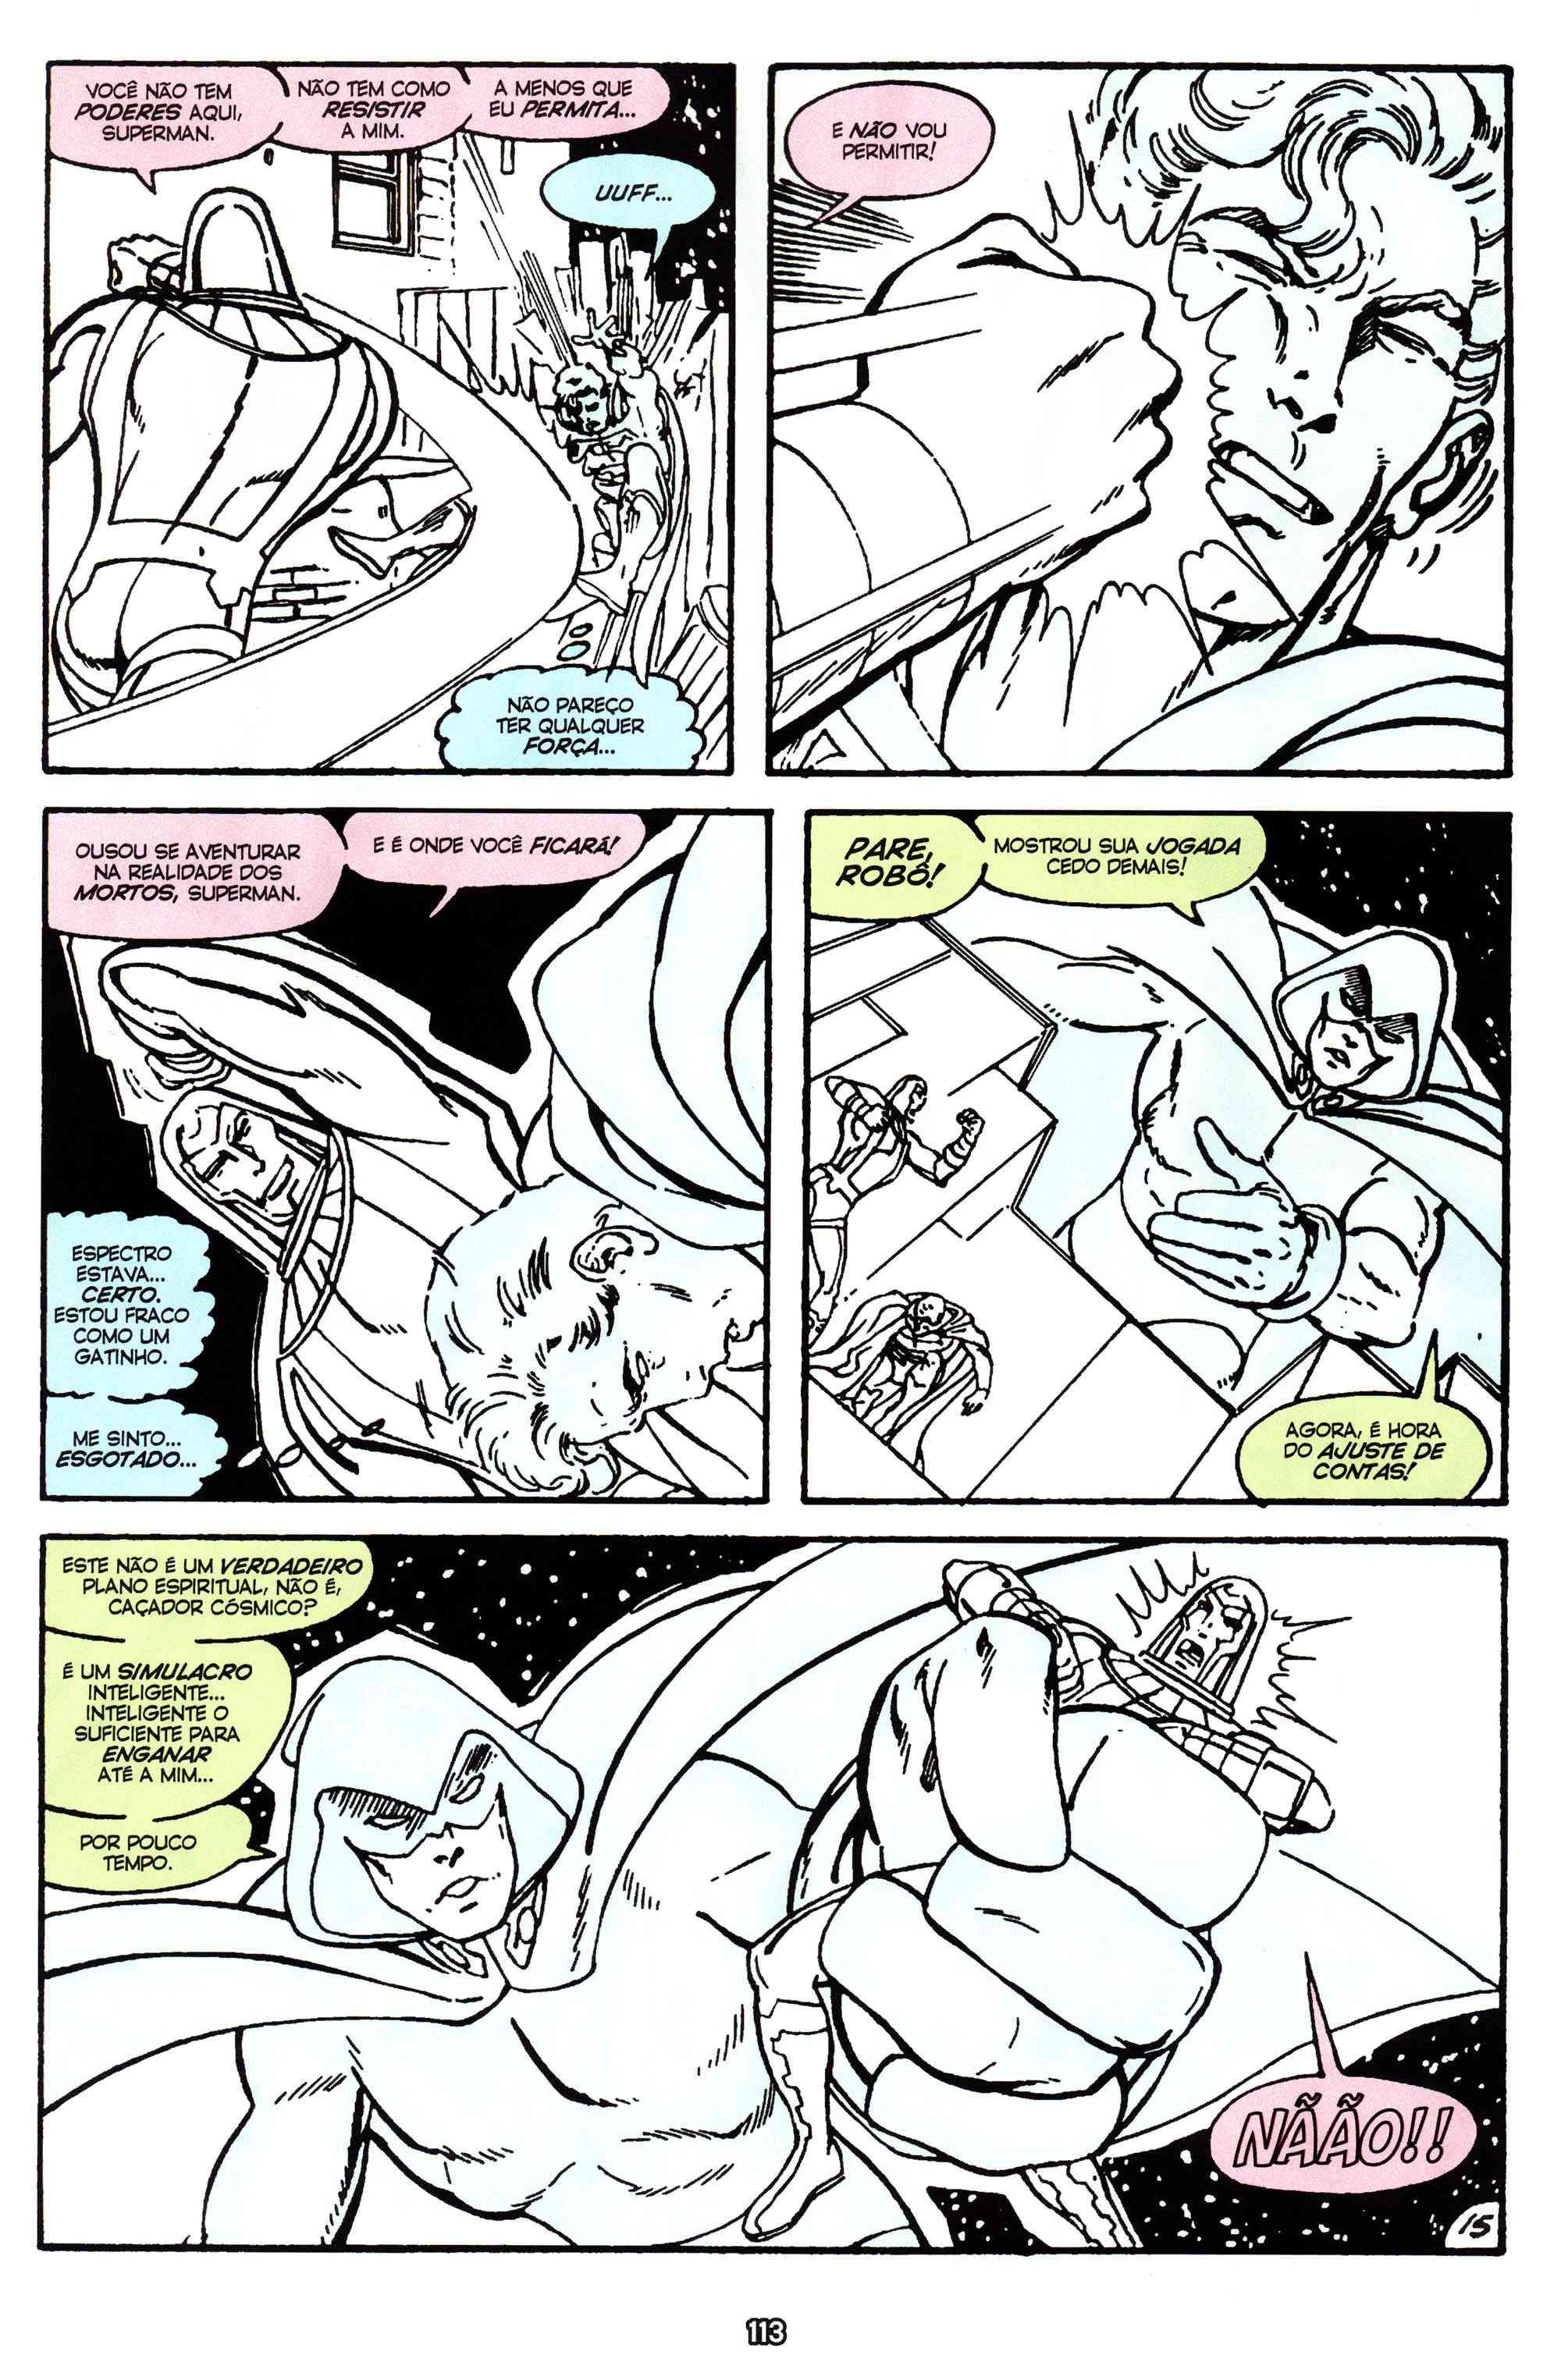 VOCÊ NÃO TEM
PODERES AQUI,
SUPERMAN.
NÃO TEM COMO
RESISTIR
A MIM.
A MENOS QUE
EU PERMITA...
UUFF...
NÃO PAREÇO
TER QUALQUER
FORÇA...
E NÃO VOU
PERMITIR!
OUSOU SE AVENTURAR
NA REALIDADE DOS
MORTOS, SUPERMAN.
E É ONDE VOCÊ FICARÁ!
ESPECTRO
ESTAVA...
CERTO.
ESTOU FRACO
COMO UM
GATINHO.
ME SINTO...
ESGOTADO...
PARE,
ROBÔ!
MOSTROU SUA JOGADA
CEDO DEMAIS!
AGORA, É HORA
DO AJUSTE DE
CONTAS!
ESTE NÃO É UM VERDADEIRO
PLANO ESPIRITUAL, NÃO É,
CAÇADOR CÓSMICO?
É UM SIMULACRO
INTELIGENTE...
INTELIGENTE O
SUFICIENTE PARA
ENGANAR
ATÉ A MIM...
POR POUCO
TEMPO.
NÃÃO!!
15
113